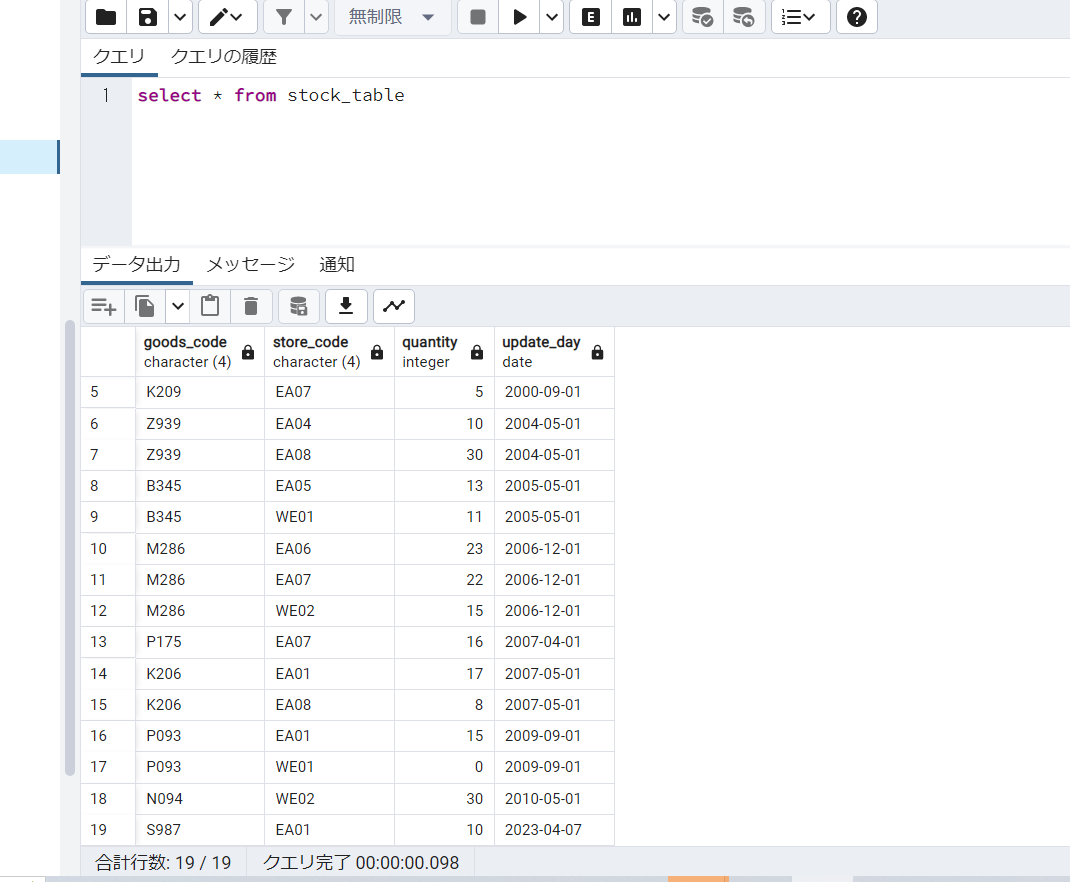 無制限
クエリ クエリの履歴
1 select * from stock_table
データ出力 メッセージ 通知
goods_code store_code quantity update_day
character (4) character (4) integer date
5 K209 EA07 5 2000-09-01
6 Z939 EA04 10 2004-05-01
7 Z939 EA08 30 2004-05-01
8 B345 EA05 13 2005-05-01
9 B345 WE01 11 2005-05-01
10 M286 EA06 23 2006-12-01
11 M286 EA07 22 2006-12-01
12 M286 WE02 15 2006-12-01
13 P175 EA07 16 2007-04-01
14 K206 EA01 17 2007-05-01
15 K206 EA08 8 2007-05-01
16 P093 EA01 15 2009-09-01
17 P093 WE01 0 2009-09-01
18 N094 WE02 30 2010-05-01
19 S987 EA01 10 2023-04-07
合計行数: 19 / 19 クエリ完了 00:00:00.098